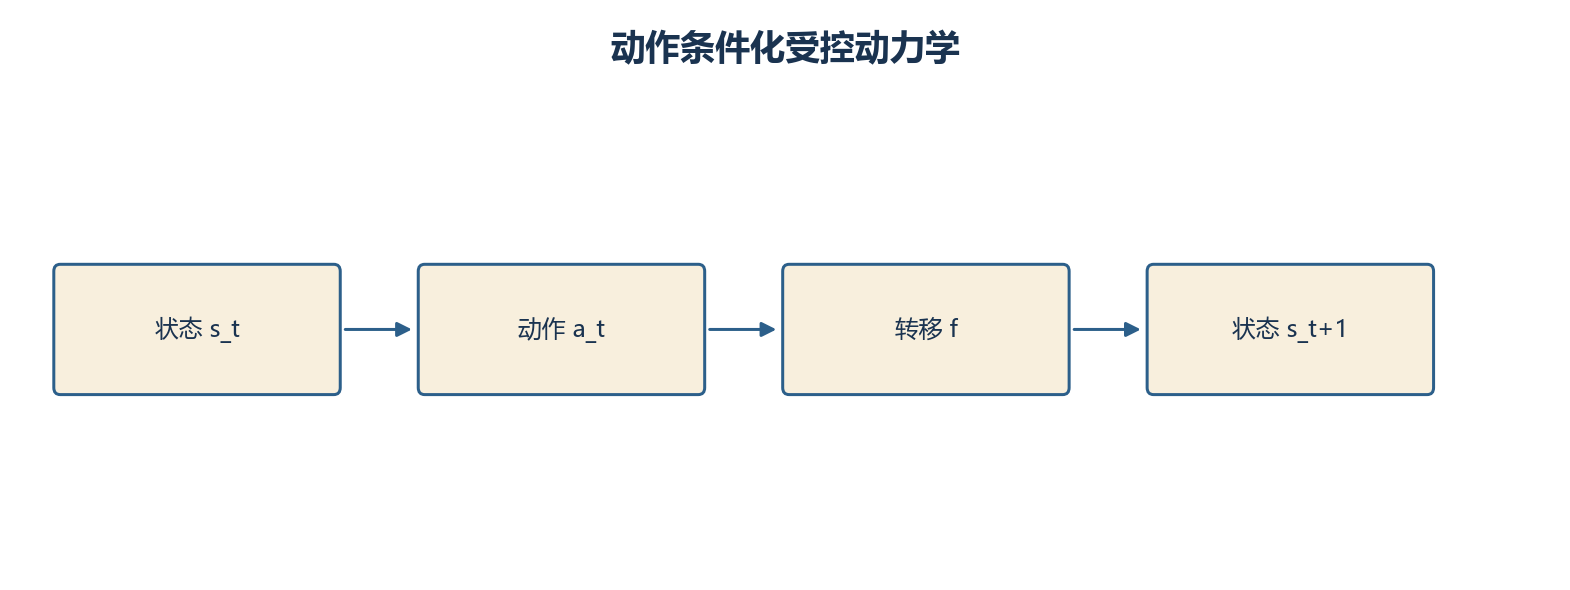 动作条件化受控动力学
状态 s_t
动作 a_t
转移 f
状态 s_t+1